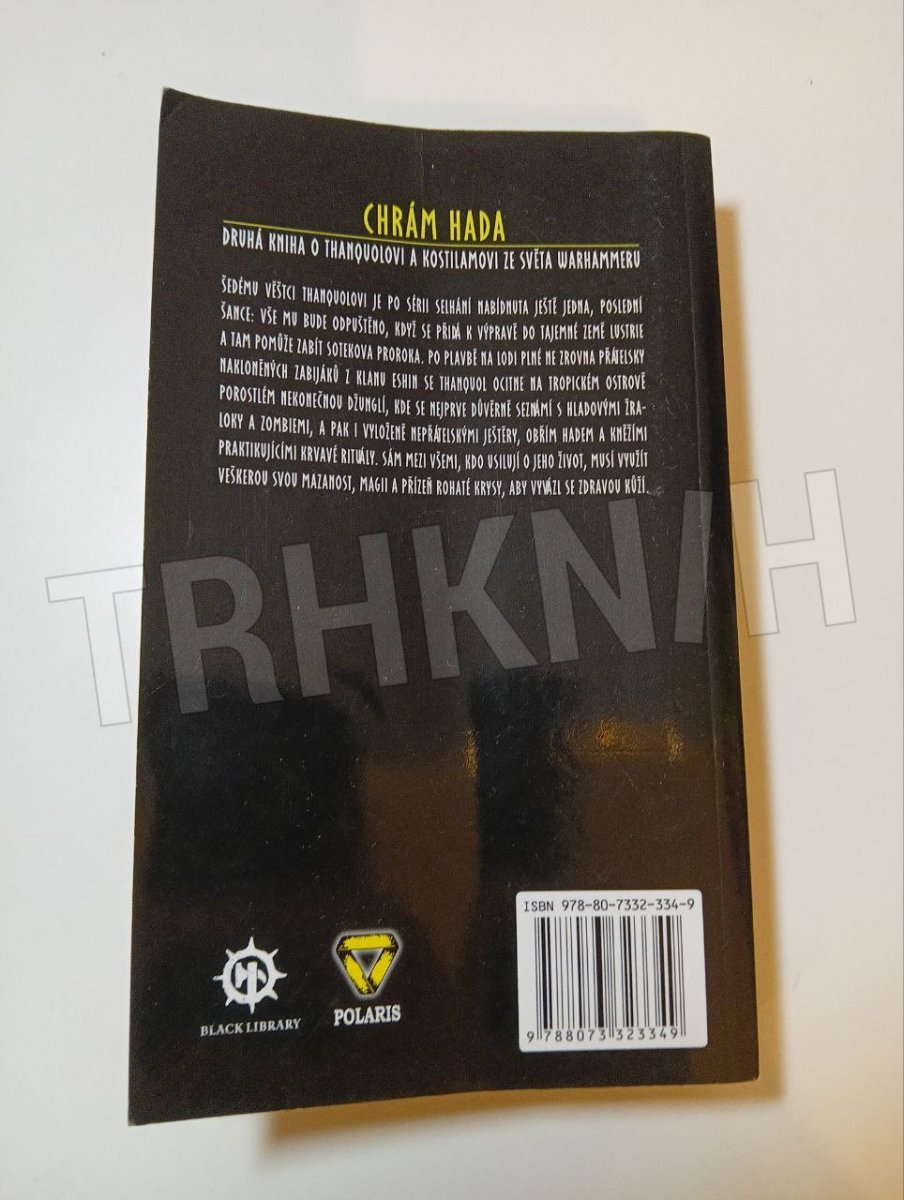 CHRÁM HADA
DRUHÁ KNIHA O THANQUOLOVI A KOSTILAMOVI ZE SVĚTA WARHAMMERU
ŠEDÉMU VĚŠTCI THANQUOLOVI JE PO SÉRII SELHÁNÍ NABÍDNUTA JEŠTĚ JEDNA, POSLEDNÍ
ŠANCE: VŠE MU BUDE ODPUŠTĚNO, KDYŽ SE PŘIDÁ K VÝPRAVĚ DO TAJEMNÉ ZEMĚ LUSTRIE
A TAM POMŮŽE ZABÍT SOTEKOVA PROROKA. PO PLAVBĚ NA LODI PLNÉ NE ZROVNA PŘÁTELSKY
NAKLONĚNÝCH ZABIJÁKŮ Z KLANU ESHIN SE THANQUOL OCITNE NA TROPICKÉM OSTROVĚ
POROSTLÉM NEKONEČNOU DŽUNGLÍ, KDE SE NEJPRVE DŮVĚRNĚ SEZNÁMÍ S HLADOVÝMI ŽRA-
LOKY A ZOMBIEMI, A PAK I VYLOŽENĚ NEPŘÁTELSKÝMI JEŠTĚRY, OBŘÍM HADEM A KNĚŽÍMI
PRAKTIKUJÍCÍMI KRVAVÉ RITUÁLY. SÁM MEZI VŠEMI, KDO USILUJÍ O JEHO ŽIVOT, MUSÍ VYUŽÍT
VEŠKEROU SVOU MAZANOST, MAGII A PŘÍZEŇ ROHATÉ KRYSY, ABY VYVÁZL SE ZDRAVOU KŮŽÍ.
TRHKNIH
ISBN 978-80-7332-334-9
BLACK LIBRARY
POLARIS
9 788073 323349